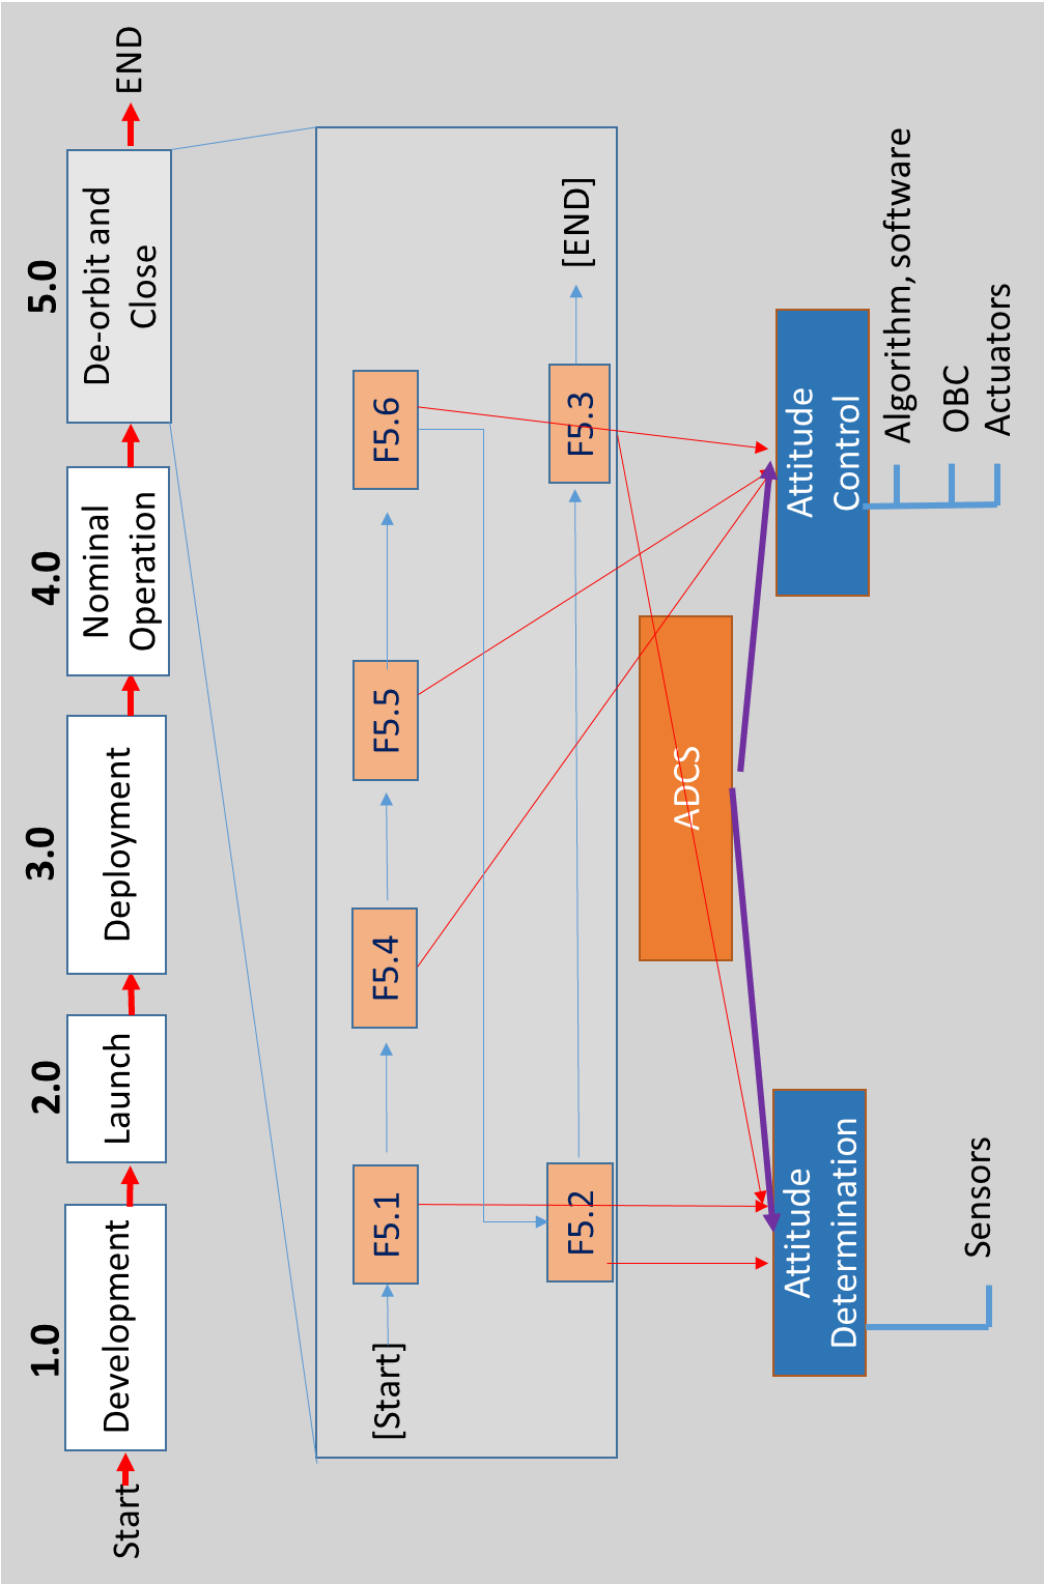 1.0
2.0
3.0
4.0
5.0
Start
Development
Launch
Deployment
Nominal
Operation
De-orbit and
Close
END
[Start]
F5.1
F5.4
F5.5
F5.6
F5.2
F5.3
[END]
ADCS
Attitude
Determination
Attitude
Control
Sensors
Algorithm, software
OBC
Actuators